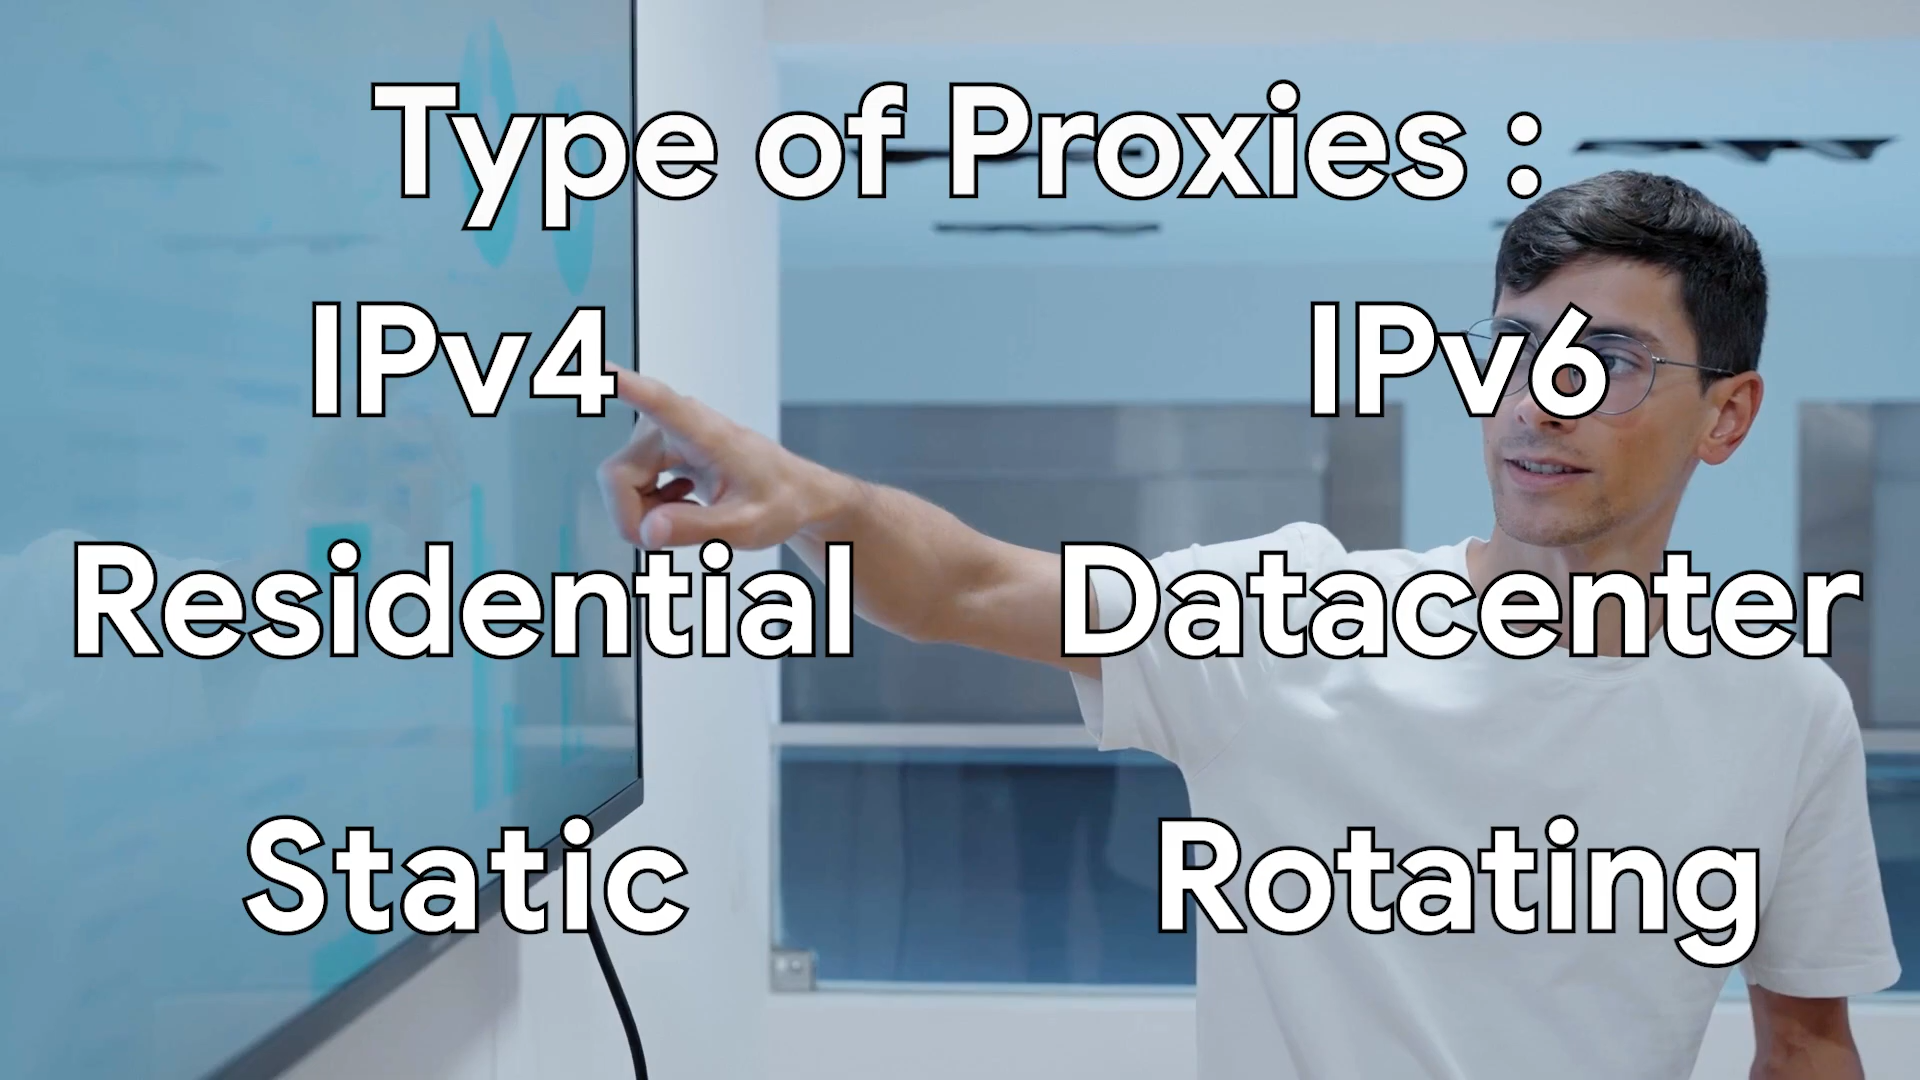 Type of Proxies :
IPv4 IPv6
Residential Datacenter
Static Rotating